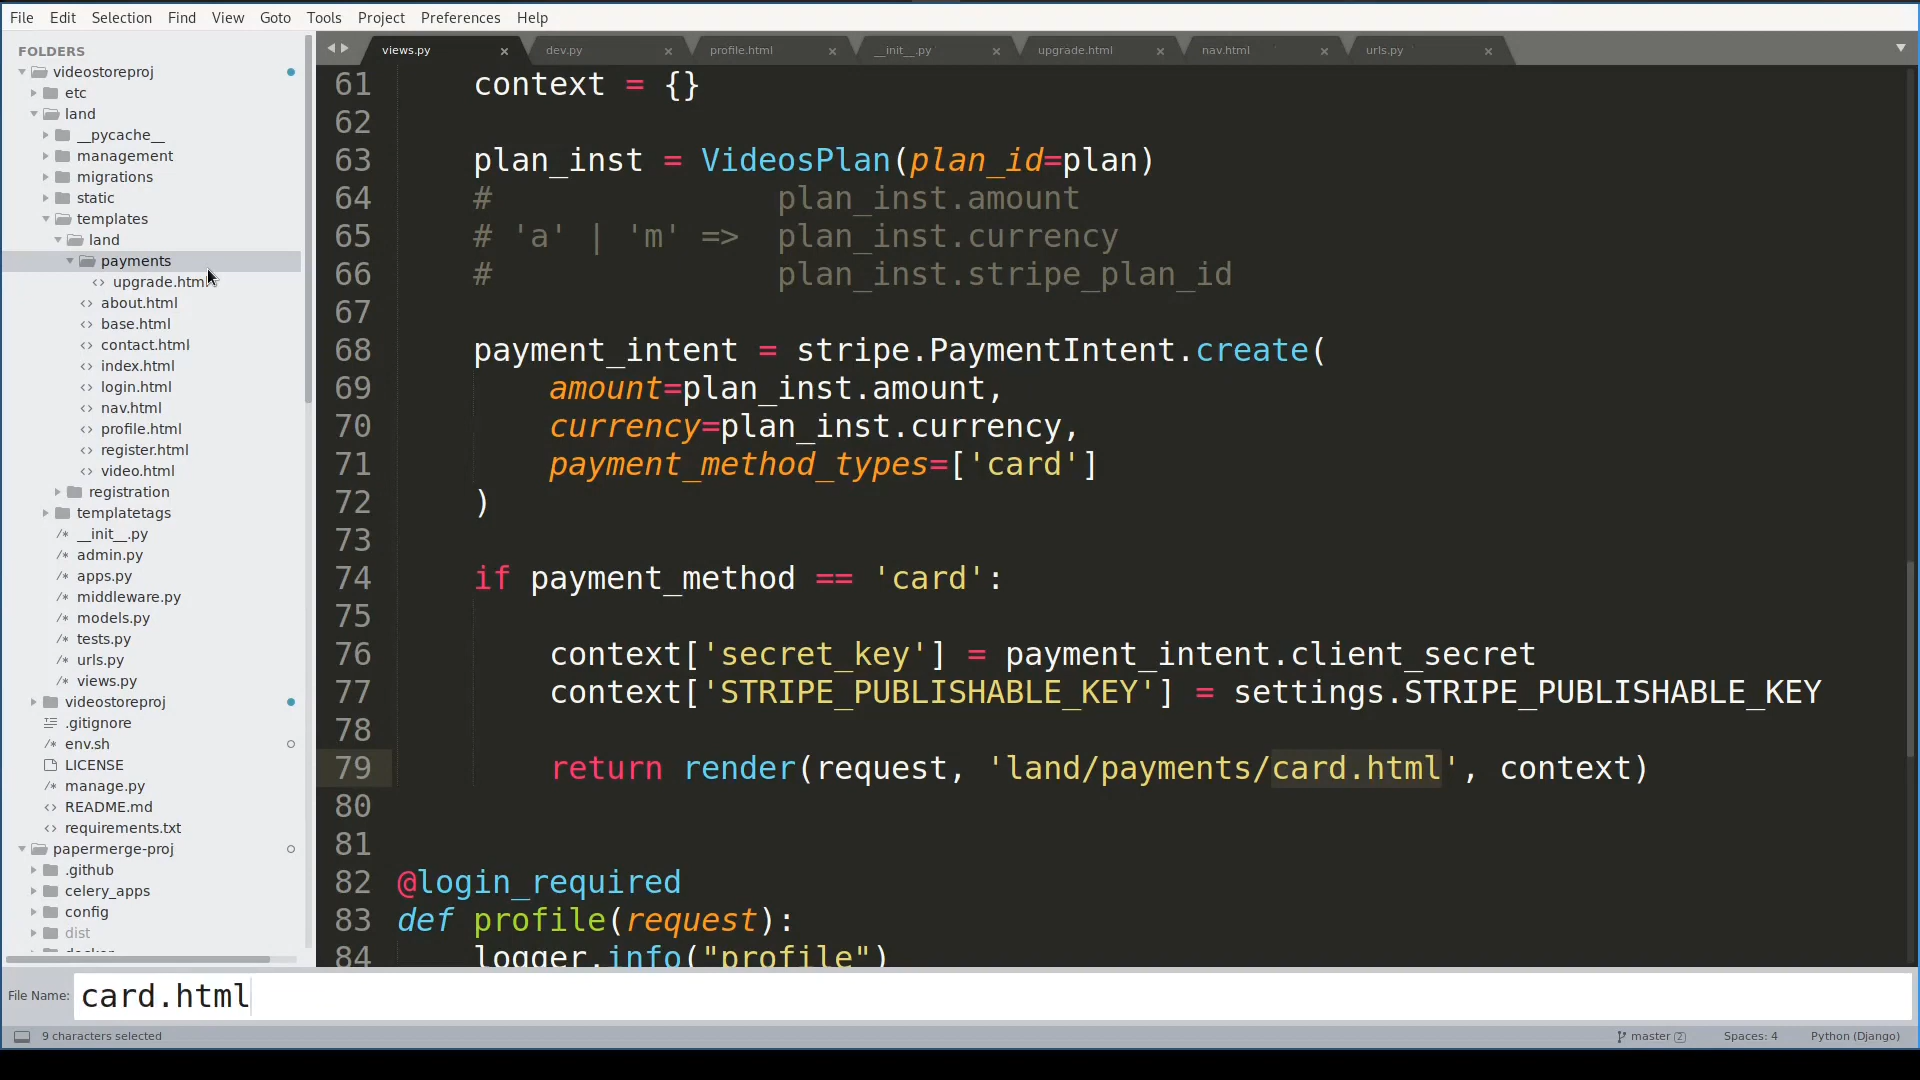 File Edit Selection Find View Goto Tools Project Preferences Help
FOLDERS
videostoreproj
etc
land
__pycache__
management
migrations
static
templates
land
payments
upgrade.html
about.html
base.html
contact.html
index.html
login.html
nav.html
profile.html
register.html
video.html
registration
templatetags
__init__.py
admin.py
apps.py
middleware.py
models.py
tests.py
urls.py
views.py
videostoreproj
.gitignore
env.sh
LICENSE
manage.py
README.md
requirements.txt
papermerge-proj
.github
celery_apps
config
dist
views.py dev.py profile.html __init__.py upgrade.html nav.html urls.py
61 context = {}
62
63 plan_inst = VideosPlan(plan_id=plan)
64 # plan_inst.amount
65 # 'a' | 'm' => plan_inst.currency
66 # plan_inst.stripe_plan_id
67
68 payment_intent = stripe.PaymentIntent.create(
69 amount=plan_inst.amount,
70 currency=plan_inst.currency,
71 payment_method_types=['card']
72 )
73
74 if payment_method == 'card':
75
76 context['secret_key'] = payment_intent.client_secret
77 context['STRIPE_PUBLISHABLE_KEY'] = settings.STRIPE_PUBLISHABLE_KEY
78
79 return render(request, 'land/payments/card.html', context)
80
81
82 @login_required
83 def profile(request):
84 logger.info("profile")
File Name: card.html
9 characters selected
master 2 Spaces: 4 Python (Django)